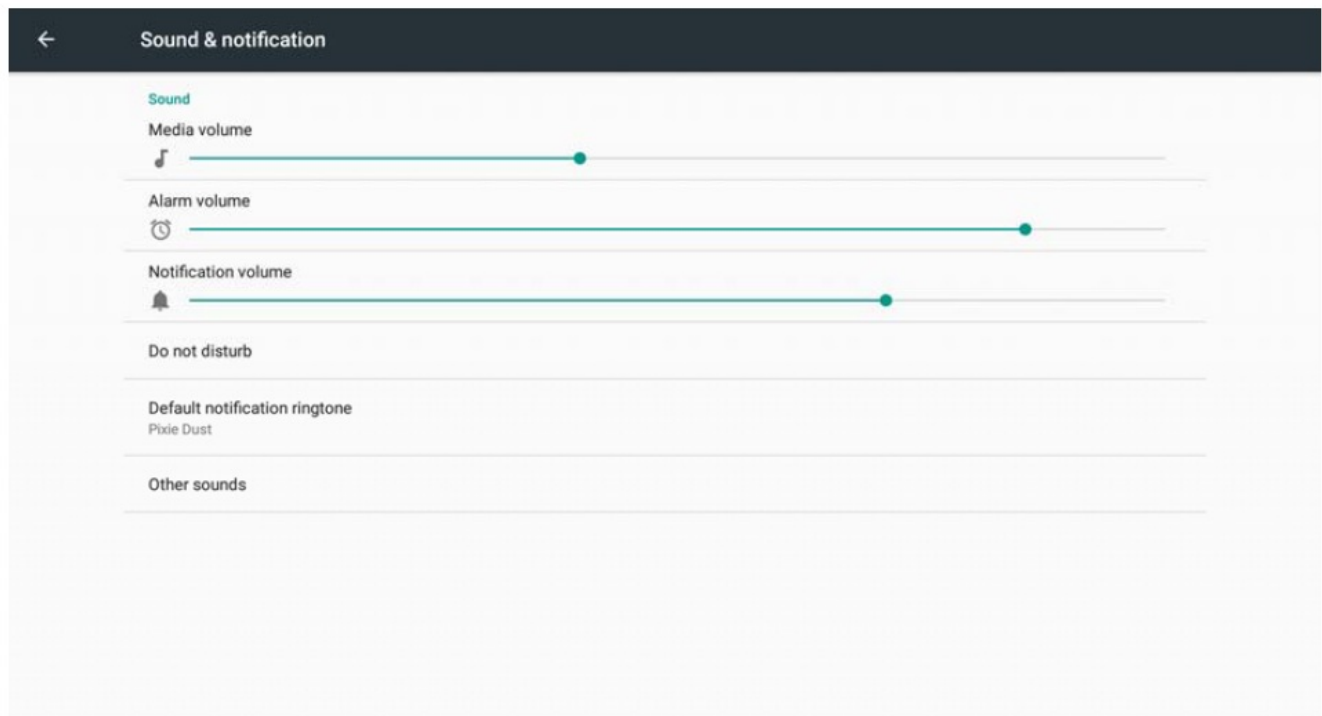 Sound & notification
Sound
Media volume
Alarm volume
Notification volume
Do not disturb
Default notification ringtone
Pixie Dust
Other sounds